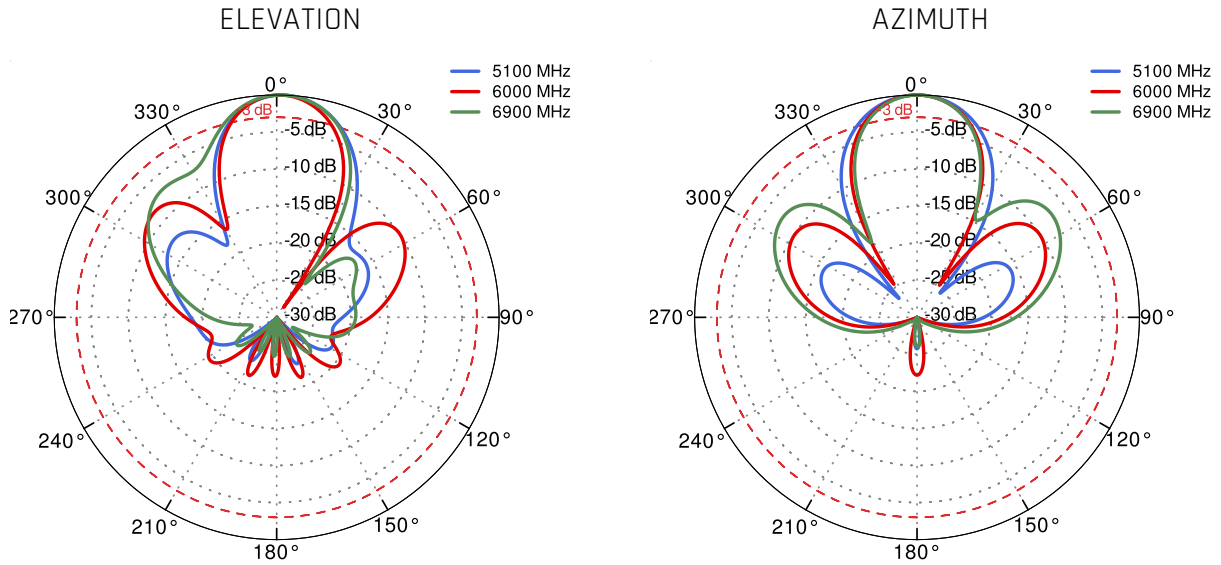 ELEVATION
5100 MHz
6000 MHz
6900 MHz
0°
330°
30°
3 dB
-5 dB
-10 dB
300°
60°
-15 dB
-20 dB
-25 dB
270°
-30 dB
90°
240°
120°
210°
150°
180°
AZIMUTH
5100 MHz
6000 MHz
6900 MHz
0°
330°
30°
-3 dB
-5 dB
-10 dB
300°
60°
-15 dB
-20 dB
-25 dB
270°
-30 dB
90°
240°
120°
210°
150°
180°